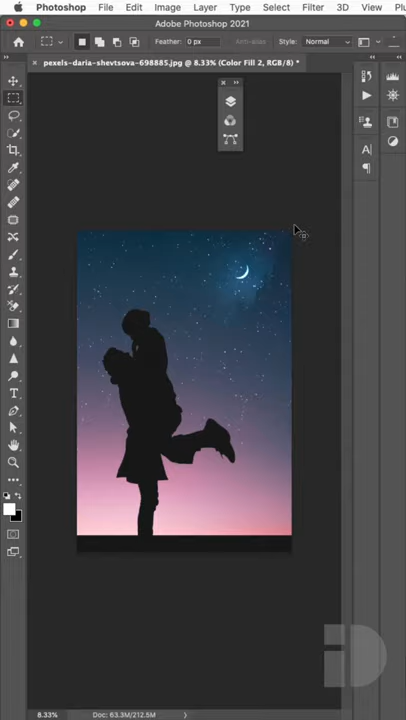 Photoshop File Edit Image Layer Type Select Filter 3D View
Adobe Photoshop 2021
Feather: 0 px Anti-alias Style: Normal
pexels-daria-shevtsova-698885.jpg @ 8.33% (Color Fill 2, RGB/8) *
8.33% Doc: 63.3M/212.5M